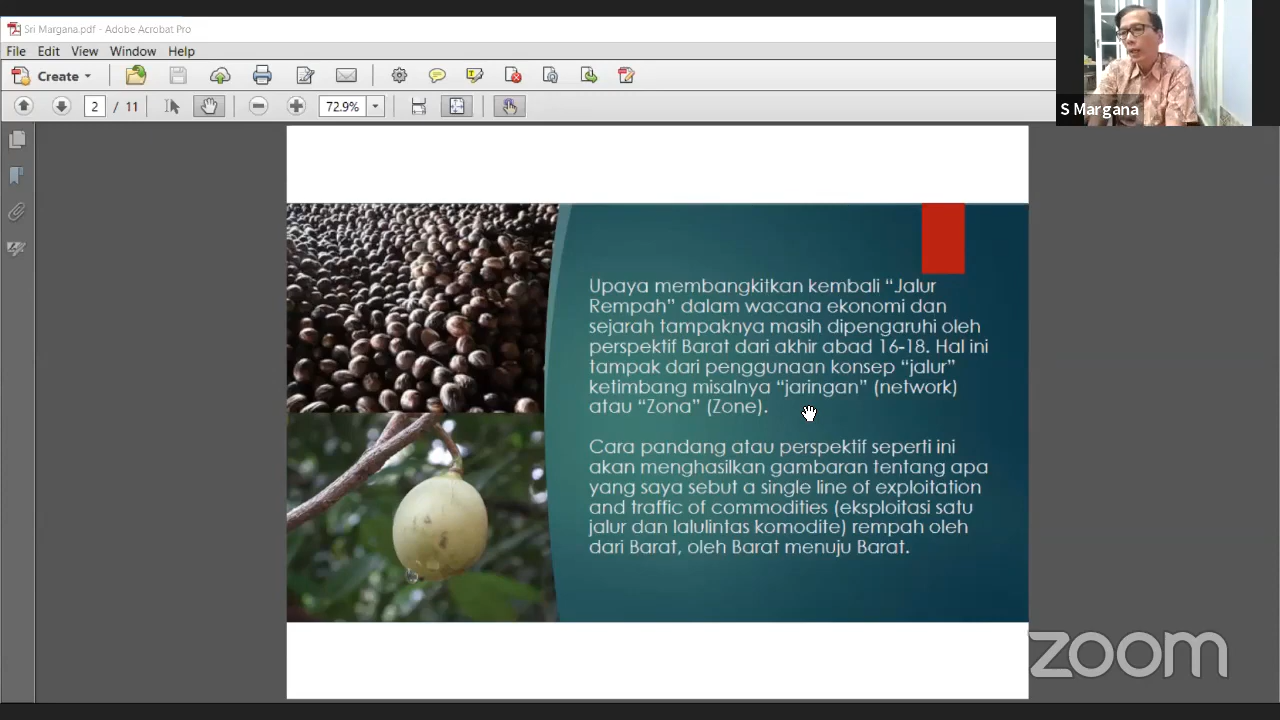 Sri Margana.pdf - Adobe Acrobat Pro
File Edit View Window Help
Create
2 / 11
72.9%
S Margana
Upaya membangkitkan kembali “Jalur
Rempah” dalam wacana ekonomi dan
sejarah tampaknya masih dipengaruhi oleh
perspektif Barat dari akhir abad 16-18. Hal ini
tampak dari penggunaan konsep “jalur”
ketimbang misalnya “jaringan” (network)
atau “Zona” (Zone).
Cara pandang atau perspektif seperti ini
akan menghasilkan gambaran tentang apa
yang saya sebut a single line of exploitation
and traffic of commodities (eksploitasi satu
jalur dan lalulintas komodite) rempah oleh
dari Barat, oleh Barat menuju Barat.
zoom